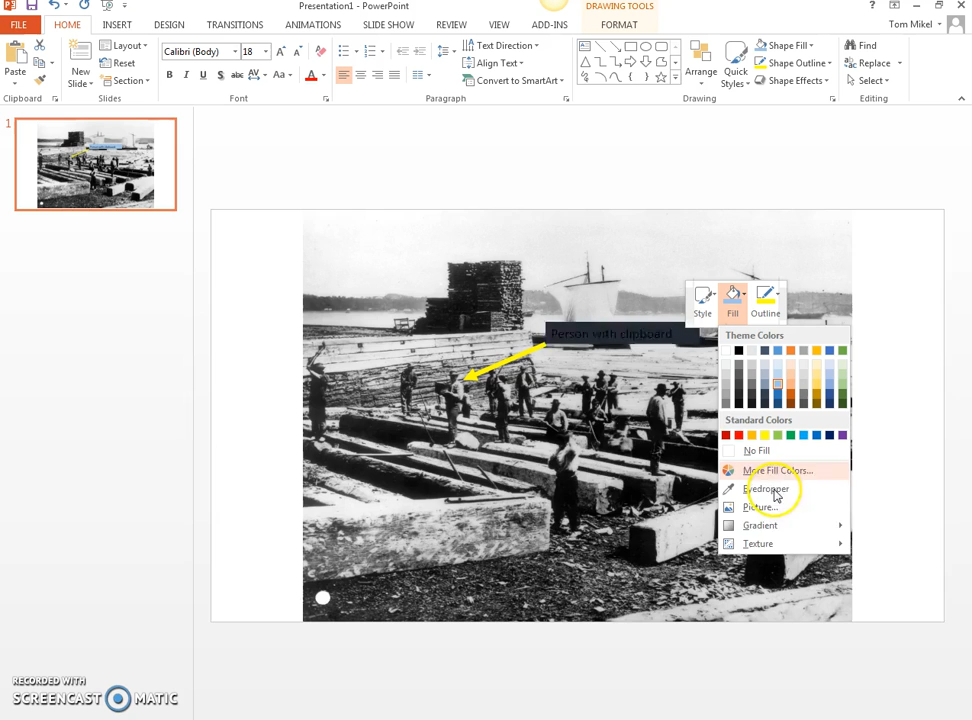 Presentation1 - PowerPoint
DRAWING TOOLS
?
FILE HOME INSERT DESIGN TRANSITIONS ANIMATIONS SLIDE SHOW REVIEW VIEW ADD-INS FORMAT
Tom Mikel
Paste
New
Slide
Layout
Reset
Section
Calibri (Body) 18
B I U S abc AV Aa A
Text Direction
Align Text
Convert to SmartArt
Arrange
Quick
Styles
Shape Fill
Shape Outline
Shape Effects
Find
Replace
Select
Clipboard Slides Font Paragraph Drawing Editing
1
Person with clipboard
Style Fill Outline
Theme Colors
Standard Colors
No Fill
More Fill Colors...
Eyedropper
Picture...
Gradient
Texture
RECORDED WITH
SCREENCAST MATIC